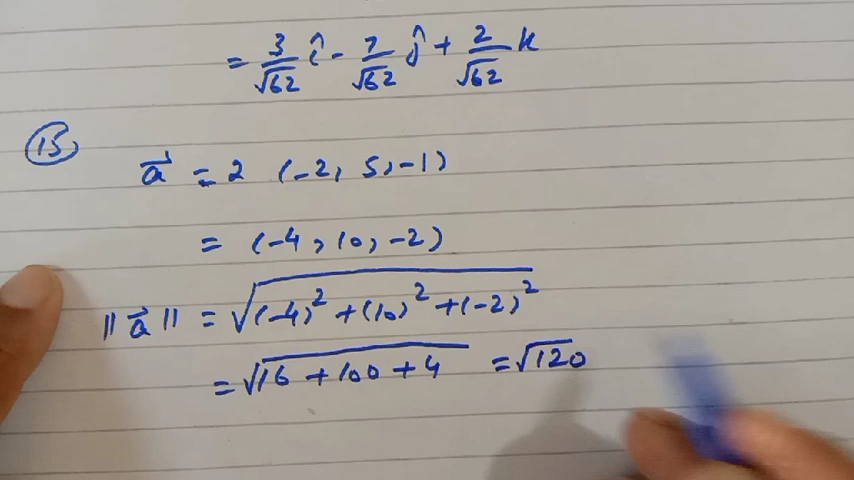 = 3/√62 î - 7/√62 ĵ + 2/√62 k
15
a⃗ = 2 (-2, 5, -1)
= (-4, 10, -2)
|| a⃗ || = √((-4)² + (10)² + (-2)²)
= √(16 + 100 + 4) = √120